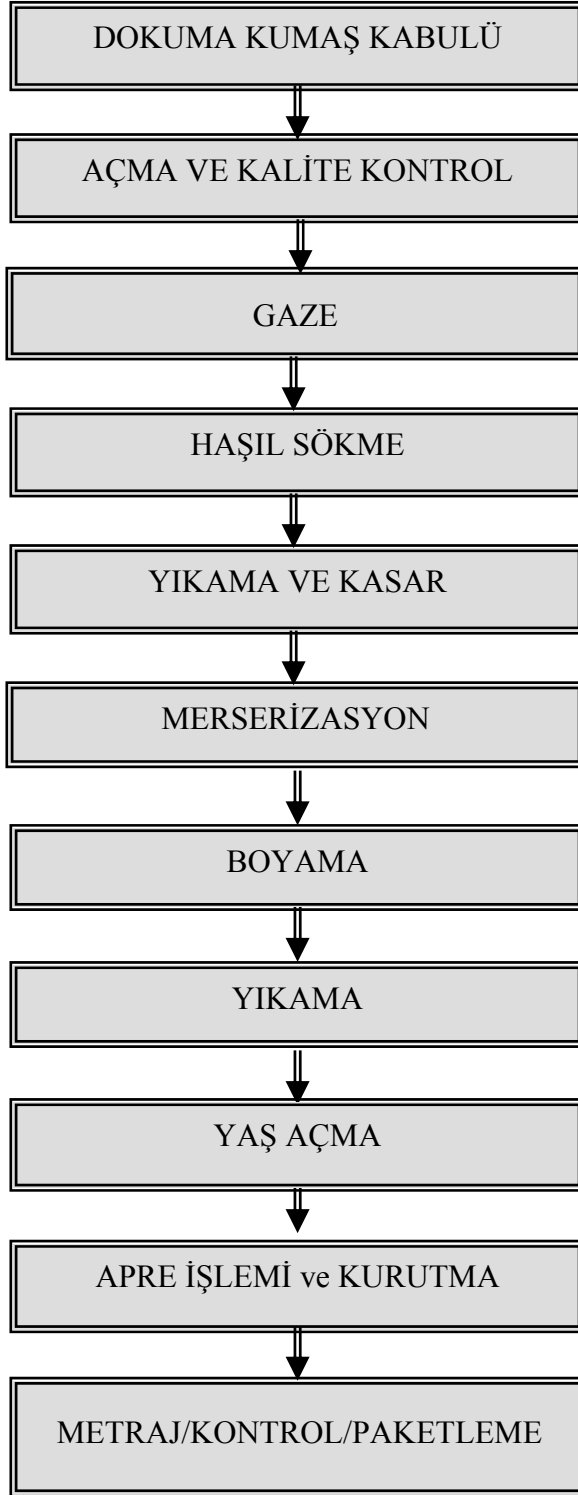 DOKUMA KUMAŞ KABULÜ
AÇMA VE KALİTE KONTROL
GAZE
HAŞIL SÖKME
YIKAMA VE KASAR
MERSERİZASYON
BOYAMA
YIKAMA
YAŞ AÇMA
APRE İŞLEMİ ve KURUTMA
METRAJ/KONTROL/PAKETLEME